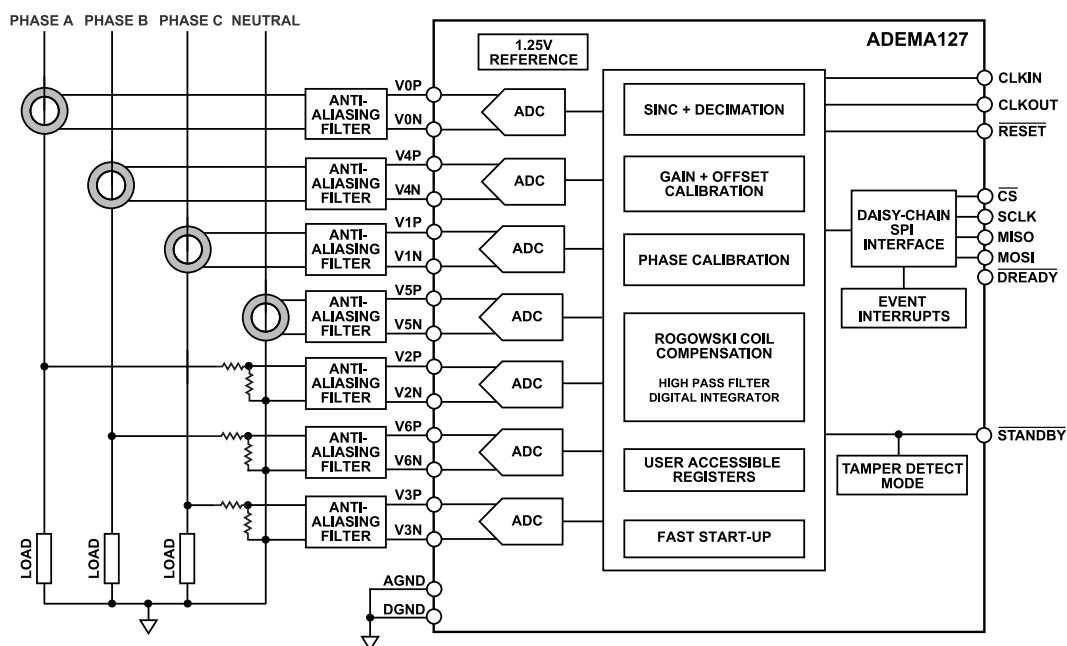 PHASE A PHASE B PHASE C NEUTRAL
ADEMA127
1.25V
REFERENCE
ANTI-
ALIASING
FILTER
V0P
V0N
ADC
ANTI-
ALIASING
FILTER
V4P
V4N
ADC
ANTI-
ALIASING
FILTER
V1P
V1N
ADC
ANTI-
ALIASING
FILTER
V5P
V5N
ADC
ANTI-
ALIASING
FILTER
V2P
V2N
ADC
ANTI-
ALIASING
FILTER
V6P
V6N
ADC
ANTI-
ALIASING
FILTER
V3P
V3N
ADC
LOAD
LOAD
LOAD
AGND
DGND
SINC + DECIMATION
GAIN + OFFSET
CALIBRATION
PHASE CALIBRATION
ROGOWSKI COIL
COMPENSATION
HIGH PASS FILTER
DIGITAL INTEGRATOR
USER ACCESSIBLE
REGISTERS
FAST START-UP
DAISY-CHAIN
SPI
INTERFACE
EVENT
INTERRUPTS
TAMPER DETECT
MODE
CLKIN
CLKOUT
RESET
CS
SCLK
MISO
MOSI
DREADY
STANDBY